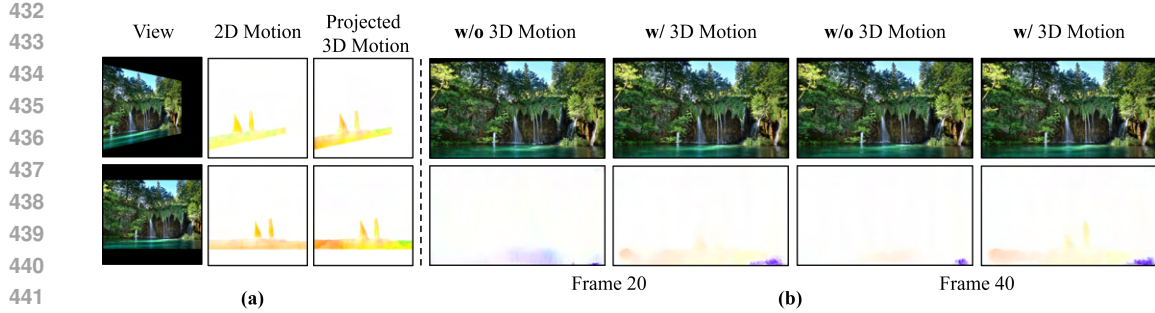 432
433
434
435
436
437
438
439
440
441
View
2D Motion
Projected
3D Motion
w/o 3D Motion
w/ 3D Motion
w/o 3D Motion
w/ 3D Motion
Frame 20
Frame 40
(a)
(b)